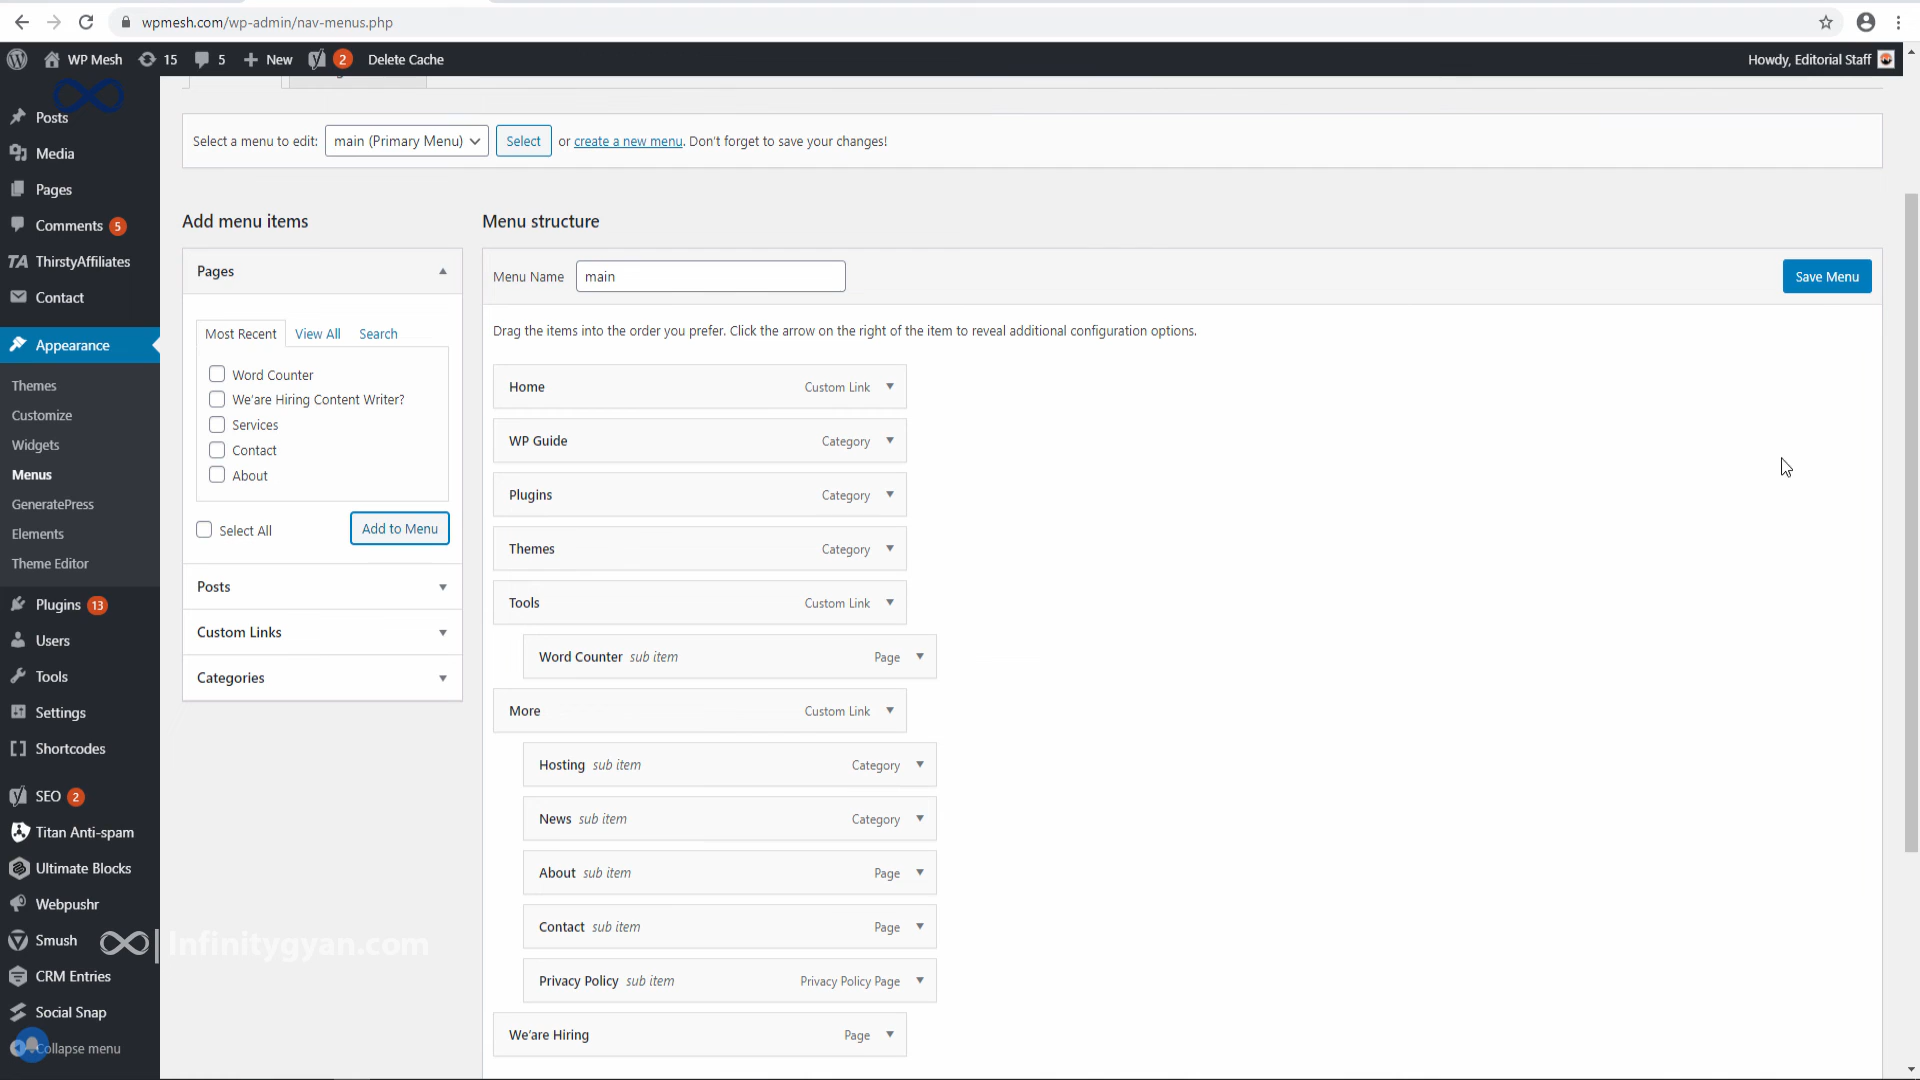 wpmesh.com/wp-admin/nav-menus.php
WP Mesh 15 5 New 2 Delete Cache Howdy, Editorial Staff
Posts
Media
Pages
Comments 5
ThirstyAffiliates
Contact
Appearance
Themes
Customize
Widgets
Menus
GeneratePress
Elements
Theme Editor
Plugins 13
Users
Tools
Settings
Shortcodes
SEO 2
Titan Anti-spam
Ultimate Blocks
Webpushr
Smush
CRM Entries
Social Snap
Collapse menu
Select a menu to edit: main (Primary Menu) Select or create a new menu. Don't forget to save your changes!
Add menu items
Pages
Most Recent View All Search
Word Counter
We'are Hiring Content Writer?
Services
Contact
About
Select All Add to Menu
Posts
Custom Links
Categories
Menu structure
Menu Name main Save Menu
Drag the items into the order you prefer. Click the arrow on the right of the item to reveal additional configuration options.
Home Custom Link
WP Guide Category
Plugins Category
Themes Category
Tools Custom Link
Word Counter sub item Page
More Custom Link
Hosting sub item Category
News sub item Category
About sub item Page
Contact sub item Page
Privacy Policy sub item Privacy Policy Page
We'are Hiring Page
Infinitygyan.com